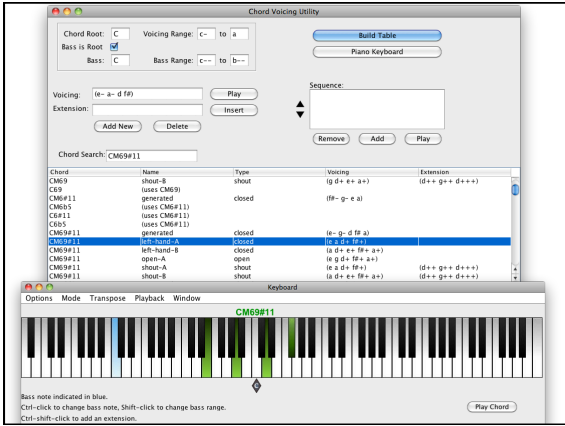 Chord Voicing Utility
Chord Root: C Voicing Range: c- to a
Build Table
Bass is Root
Piano Keyboard
Bass: C Bass Range: c-- to b--
Sequence:
Voicing: (e- a- d f#) Play
Extension: Insert
Add New Delete
Remove Add Play
Chord Search: CM69#11
Chord Name Type Voicing Extension
CM69 shout-B shout (g d+ e+ a+) (d++ g++ d+++)
C69 (uses CM69)
CM6#11 generated closed (f#- g- e a)
CM6b5 (uses CM6#11)
C6#11 (uses CM6#11)
C6b5 (uses CM6#11)
CM69#11 generated closed (e- g- d f# a)
CM69#11 left-hand-A closed (e a d+ f#+)
CM69#11 left-hand-B closed (a d+ e+ f#+ a+)
CM69#11 open-A open (e g d+ f#+ a+)
CM69#11 shout-A shout (e a d+ f#+) (d++ g++ d+++)
CM69#11 shout-B shout (a d+ e+ f#+ a+) (d++ g++ d+++)
Keyboard
Options Mode Transpose Playback Window
CM69#11
C
Bass note indicated in blue.
Ctrl-click to change bass note, Shift-click to change bass range.
Play Chord
Ctrl-shift-click to add an extension.